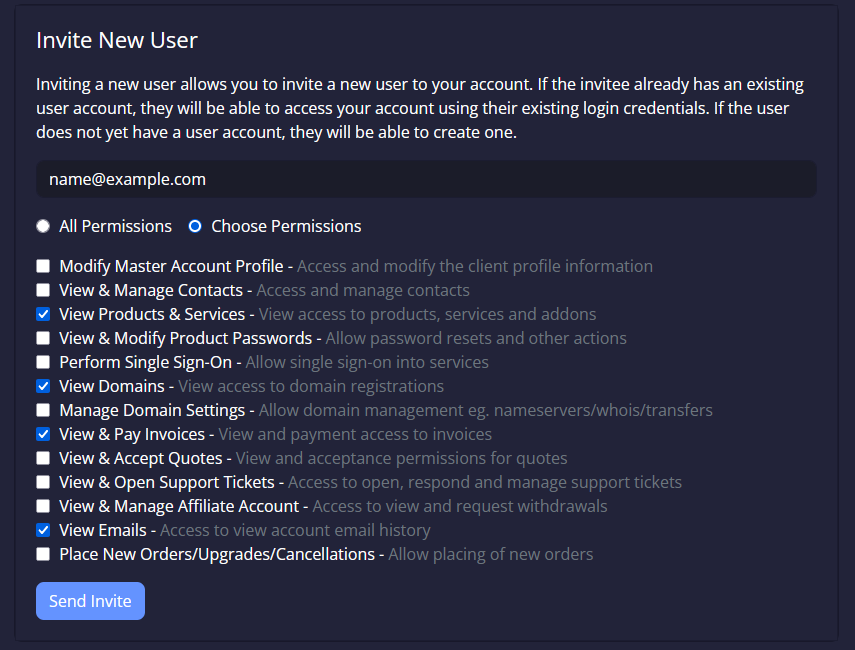 Invite New User
Inviting a new user allows you to invite a new user to your account. If the invitee already has an existing
user account, they will be able to access your account using their existing login credentials. If the user
does not yet have a user account, they will be able to create one.
name@example.com
All Permissions Choose Permissions
Modify Master Account Profile - Access and modify the client profile information
View & Manage Contacts - Access and manage contacts
View Products & Services - View access to products, services and addons
View & Modify Product Passwords - Allow password resets and other actions
Perform Single Sign-On - Allow single sign-on into services
View Domains - View access to domain registrations
Manage Domain Settings - Allow domain management eg. nameservers/whois/transfers
View & Pay Invoices - View and payment access to invoices
View & Accept Quotes - View and acceptance permissions for quotes
View & Open Support Tickets - Access to open, respond and manage support tickets
View & Manage Affiliate Account - Access to view and request withdrawals
View Emails - Access to view account email history
Place New Orders/Upgrades/Cancellations - Allow placing of new orders
Send Invite